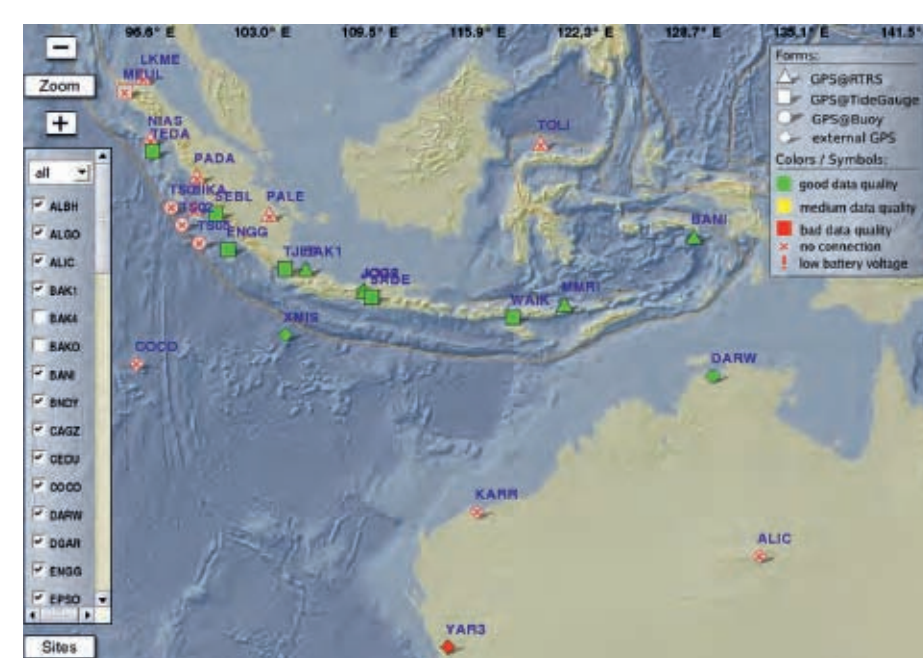 96.6° E 103.0° E 109.5° E 115.9° E 122.3° E 128.7° E 135.1° E 141.5°
Zoom
all
ALBH
ALGO
ALIC
BAK1
BAK4
BAKO
BANI
BNDY
CAGZ
CEDU
COCO
DARW
DGAR
ENGG
EPSO
Sites
LKME
MEUL
NIAS
TEDA
PADA
SEBL
PALE
ENGG
BAK1
SADE
TOLI
BANI
MMRI
WAIK
XMIS
COCO
DARW
KARR
ALIC
YAR3
Forms:
GPS@RTRS
GPS@TideGauge
GPS@Buoy
external GPS
Colors / Symbols:
good data quality
medium data quality
bad data quality
no connection
low battery voltage